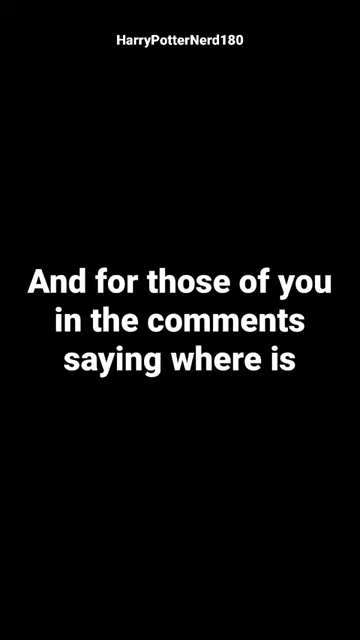 HarryPotterNerd180
And for those of you
in the comments
saying where is